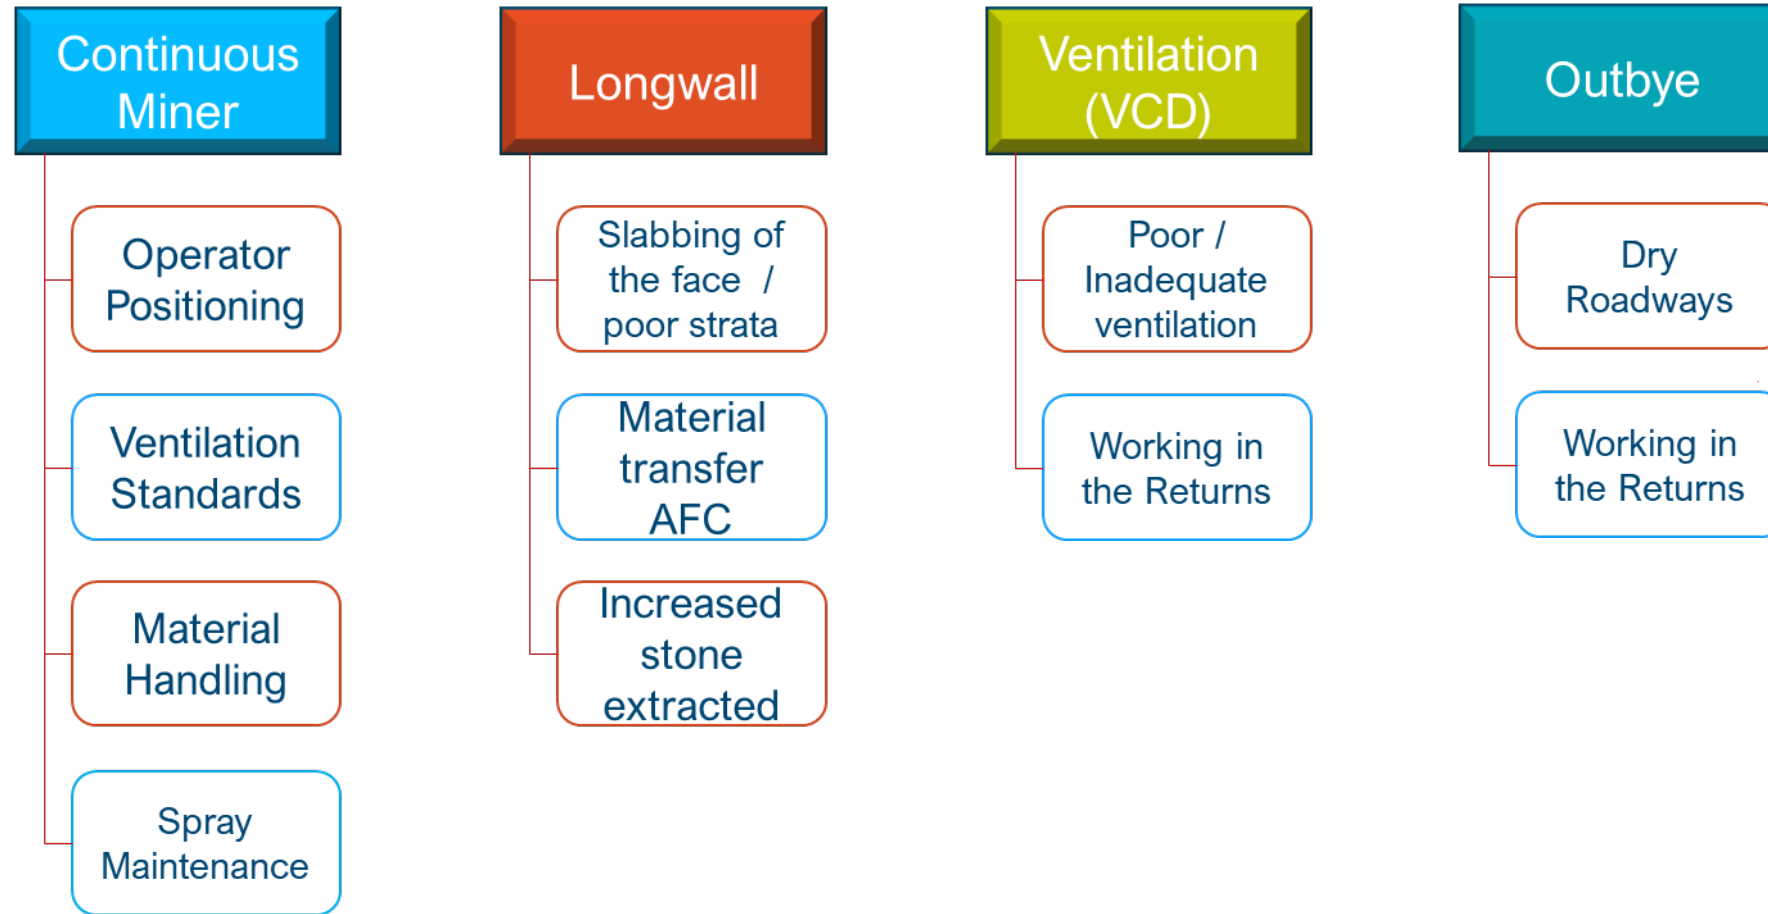 Continuous
Miner
Operator
Positioning
Ventilation
Standards
Material
Handling
Spray
Maintenance
Longwall
Slabbing of
the face /
poor strata
Material
transfer
AFC
Increased
stone
extracted
Ventilation
(VCD)
Poor /
Inadequate
ventilation
Working in
the Returns
Outbye
Dry
Roadways
Working in
the Returns